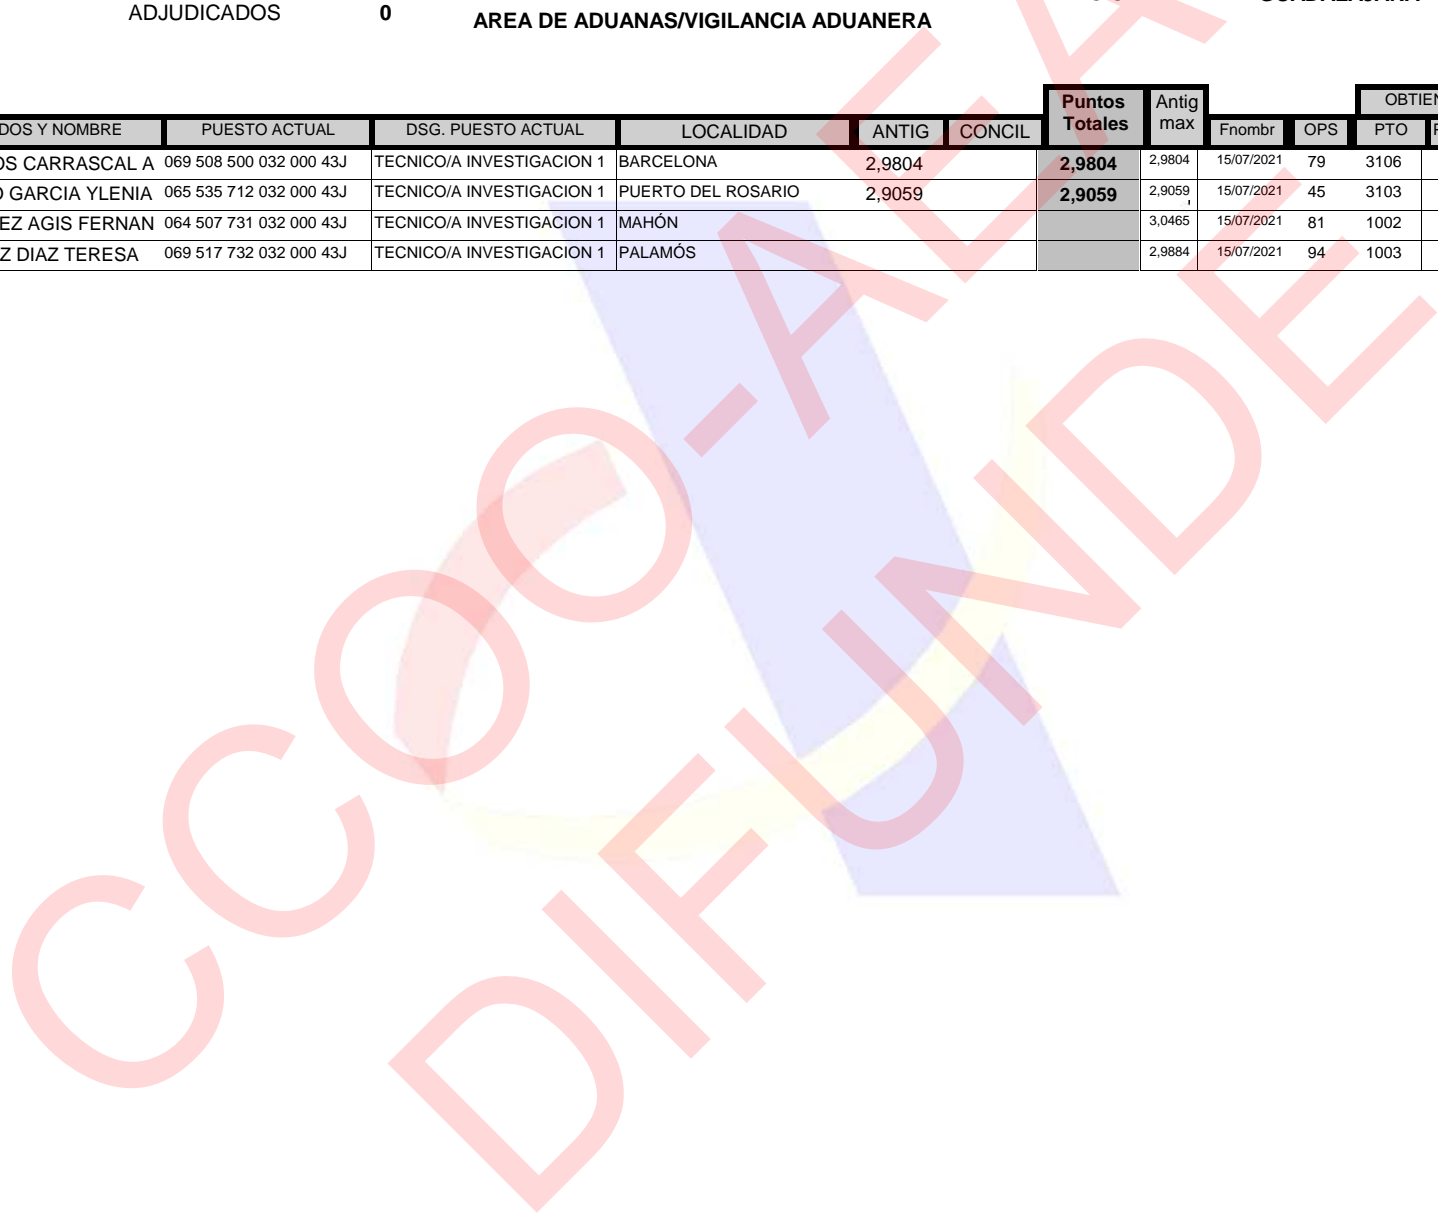 ADJUDICADOS 0 AREA DE ADUANAS/VIGILANCIA ADUANERA
Puntos Totales Antig max OBTIEN
DOS Y NOMBRE PUESTO ACTUAL DSG. PUESTO ACTUAL LOCALIDAD ANTIG CONCIL Fnombr OPS PTO
OS CARRASCAL A 069 508 500 032 000 43J TECNICO/A INVESTIGACION 1 BARCELONA 2,9804 2,9804 2,9804 15/07/2021 79 3106
O GARCIA YLENIA 065 535 712 032 000 43J TECNICO/A INVESTIGACION 1 PUERTO DEL ROSARIO 2,9059 2,9059 2,9059 15/07/2021 45 3103
EZ AGIS FERNAN 064 507 731 032 000 43J TECNICO/A INVESTIGACION 1 MAHÓN 3,0465 15/07/2021 81 1002
Z DIAZ TERESA 069 517 732 032 000 43J TECNICO/A INVESTIGACION 1 PALAMÓS 2,9884 15/07/2021 94 1003
CCOO-AEA
DIFUNDE